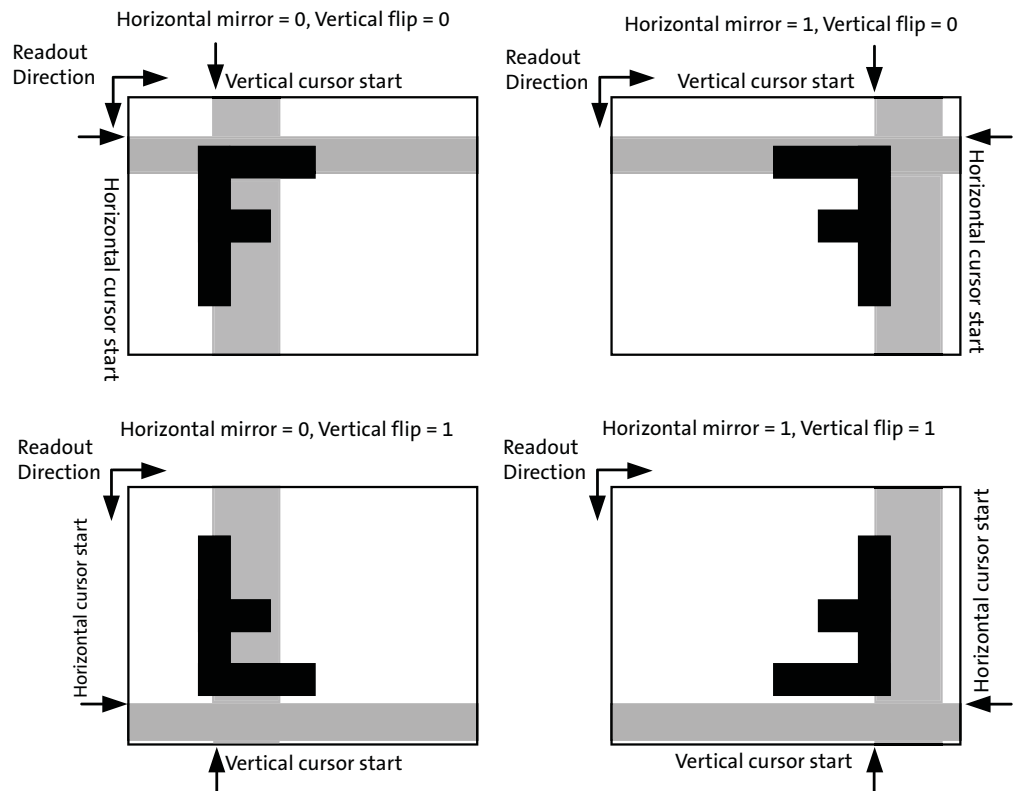 Horizontal mirror = 0, Vertical flip = 0
Readout
Direction
Vertical cursor start
Horizontal cursor start
Horizontal mirror = 1, Vertical flip = 0
Readout
Direction
Vertical cursor start
Horizontal cursor start
Horizontal mirror = 0, Vertical flip = 1
Readout
Direction
Horizontal cursor start
Vertical cursor start
Horizontal mirror = 1, Vertical flip = 1
Readout
Direction
Horizontal cursor start
Vertical cursor start